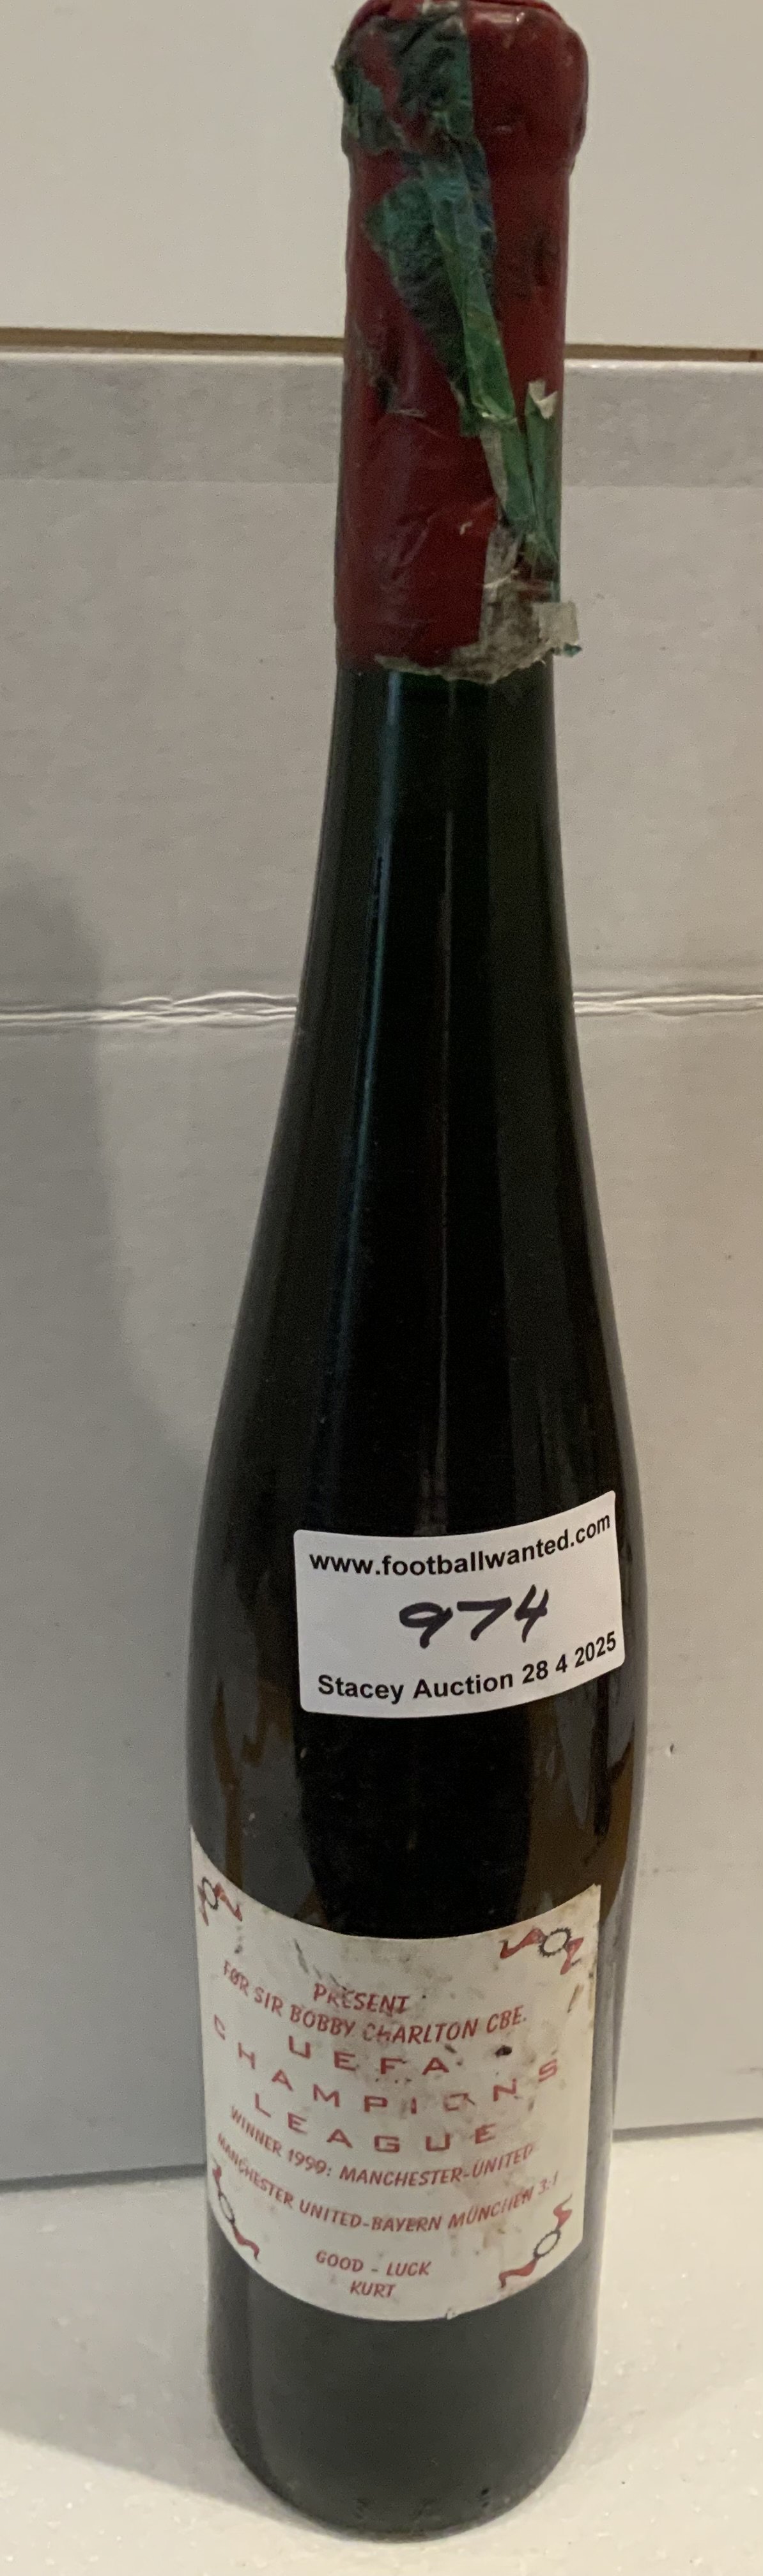 www.footballwanted.com
974
Stacey Auction 28 4 2025
PRESENT
FØR SIR BOBBY CHARLTON CBE.
UEFA
CHAMPIONS
LEAGUE
WINNER 1999: MANCHESTER-UNITED
MANCHESTER UNITED-BAYERN MÜNCHEN 3:1
GOOD - LUCK
KURT